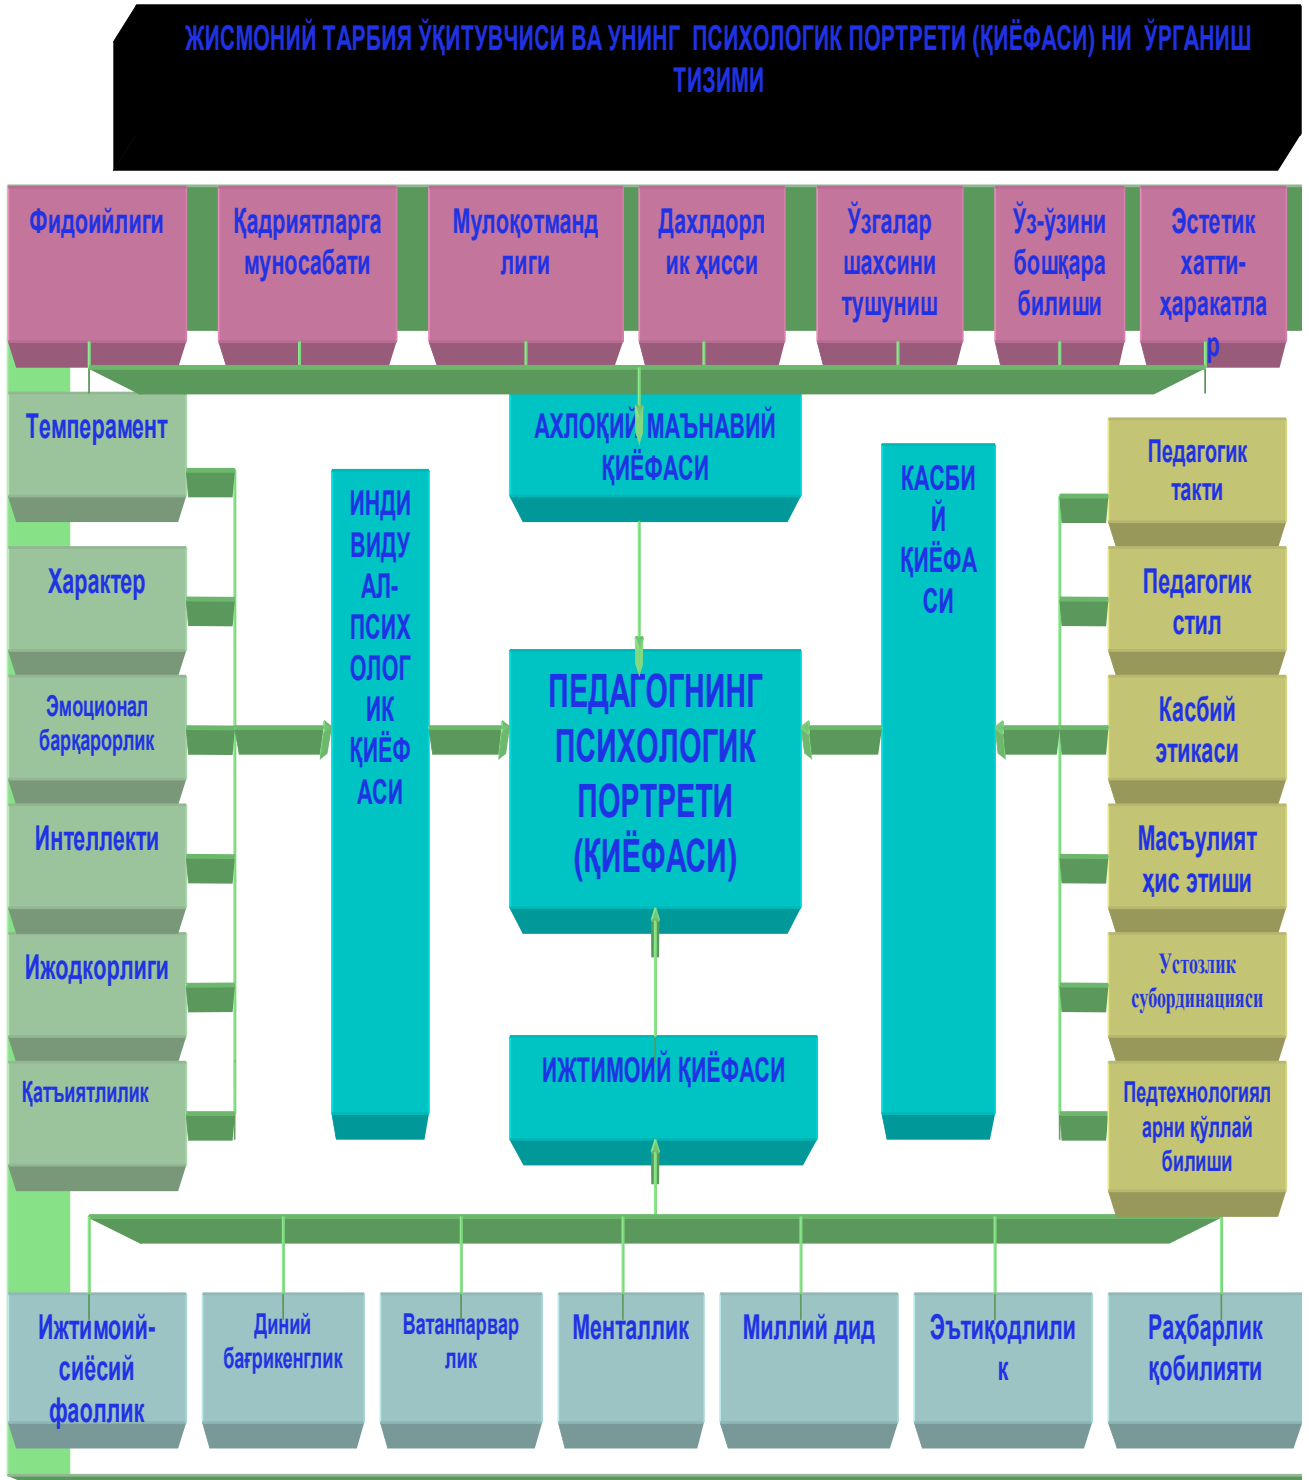 ЖИСМОНИЙ ТАРБИЯ ЎҚИТУВЧИСИ ВА УНИНГ ПСИХОЛОГИК ПОРТРЕТИ (ҚИЁФАСИ) НИ ЎРГАНИШ
ТИЗИМИ
Фидоийлиги
Қадриятларга
муносабати
Мулоқотманд
лиги
Дахлдорл
ик ҳисси
Ўзгалар
шахсини
тушуниш
Ўз-ўзини
бошқара
билиши
Эстетик
хатти-
ҳаракатла
р
Темперамент
Характер
Эмоционал
барқарорлик
Интеллекти
Ижодкорлиги
Қатъиятлилик
ИНДИ
ВИДУ
АЛ-
ПСИХ
ОЛОГ
ИК
ҚИЁФ
АСИ
АХЛОҚИЙ МАЪНАВИЙ
ҚИЁФАСИ
ПЕДАГОГНИНГ
ПСИХОЛОГИК
ПОРТРЕТИ
(ҚИЁФАСИ)
ИЖТИМОИЙ ҚИЁФАСИ
КАСБИ
Й
ҚИЁФА
СИ
Педагогик
такти
Педагогик
стил
Касбий
этикаси
Масъулият
ҳис этиши
Устозлик
субординацияси
Педтехнологиял
арни қўллай
билиши
Ижтимоий-
сиёсий
фаоллик
Диний
бағрикенглик
Ватанпарвар
лик
Менталлик
Миллий дид
Эътиқодлили
к
Раҳбарлик
қобилияти